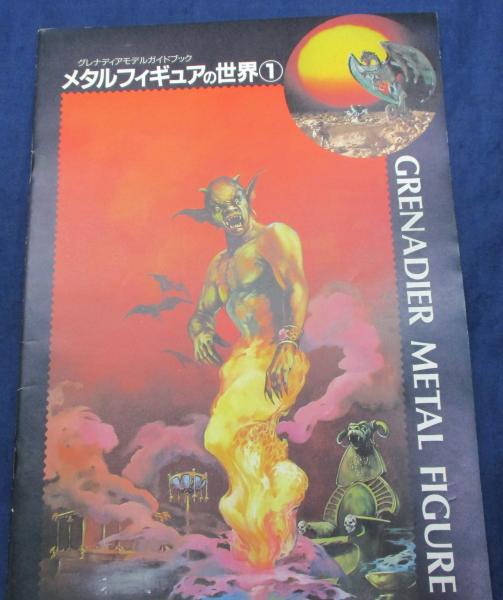 グレナディアモデルガイドブック
メタルフィギュアの世界①
GRENADIER METAL FIGURE